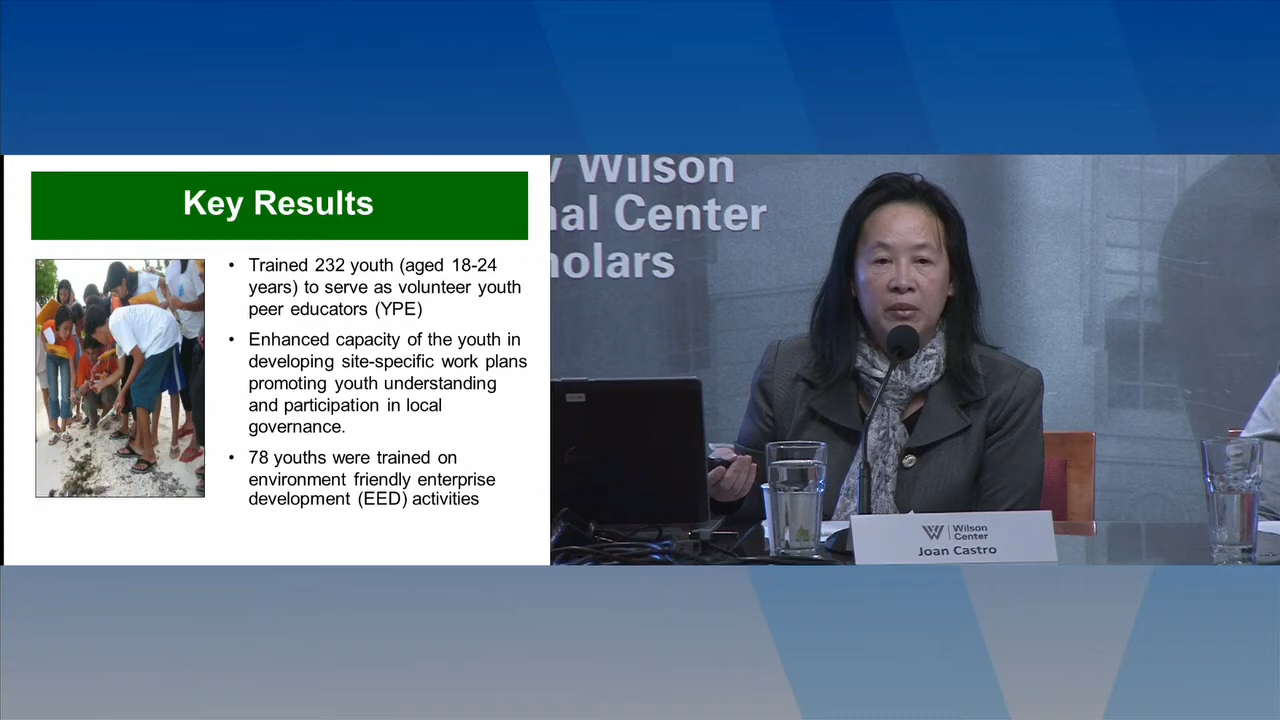 Key Results
• Trained 232 youth (aged 18-24
years) to serve as volunteer youth
peer educators (YPE)
• Enhanced capacity of the youth in
developing site-specific work plans
promoting youth understanding
and participation in local
governance.
• 78 youths were trained on
environment friendly enterprise
development (EED) activities
Wilson
nal Center
holars
Wilson
Center
Joan Castro